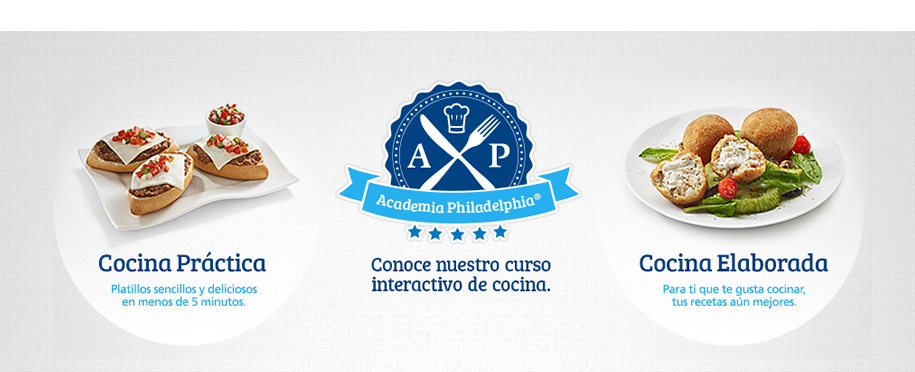 A P
Academia Philadelphia®
Cocina Práctica
Platillos sencillos y deliciosos
en menos de 5 minutos.
Conoce nuestro curso
interactivo de cocina.
Cocina Elaborada
Para ti que te gusta cocinar,
tus recetas aún mejores.